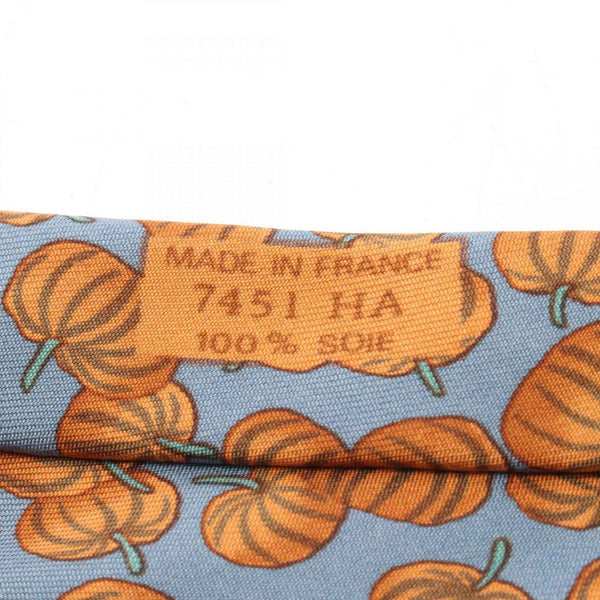 MADE IN FRANCE
7451 HA
100% SOIE